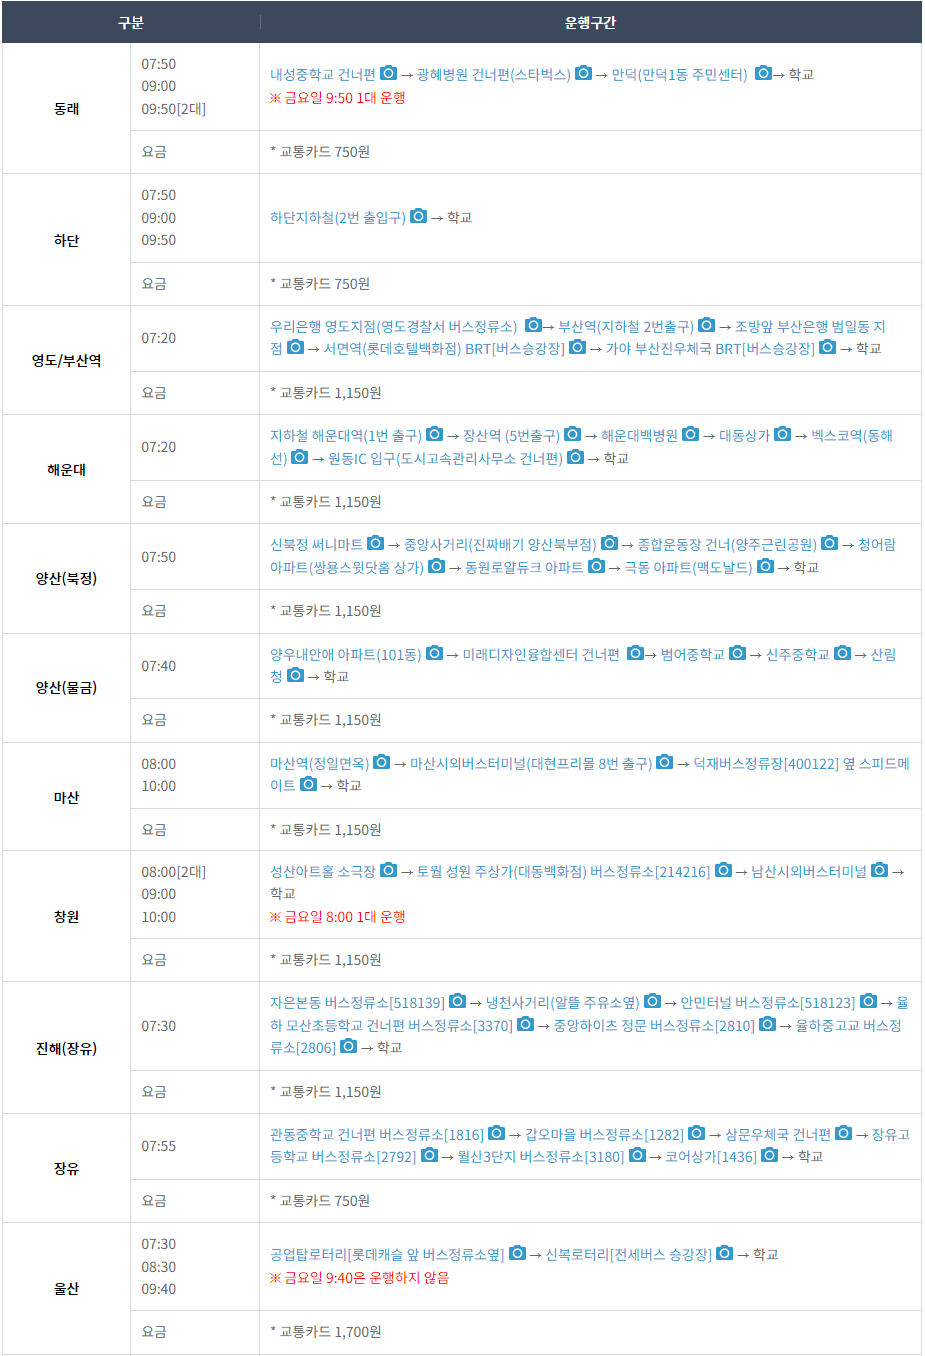 구분
운행구간
동래
07:50
09:00
09:50[2대]
내성중학교 건너편 → 광혜병원 건너편(스타벅스) → 만덕(만덕1동 주민센터) → 학교
※ 금요일 9:50 1대 운행
요금
* 교통카드 750원
하단
07:50
09:00
09:50
하단지하철(2번 출입구) → 학교
요금
* 교통카드 750원
영도/부산역
07:20
우리은행 영도지점(영도경찰서 버스정류소) → 부산역(지하철 2번출구) → 조방앞 부산은행 범일동 지
점 → 서면역(롯데호텔백화점) BRT[버스승강장] → 가야 부산진우체국 BRT[버스승강장] → 학교
요금
* 교통카드 1,150원
해운대
07:20
지하철 해운대역(1번 출구) → 장산역 (5번출구) → 해운대백병원 → 대동상가 → 벡스코역(동해
선) → 원동IC 입구(도시고속관리사무소 건너편) → 학교
요금
* 교통카드 1,150원
양산(북정)
07:50
신북정 써니마트 → 중앙사거리(진짜배기 양산북부점) → 종합운동장 건너(양주근린공원) → 청어람
아파트(쌍용스윗닷홈 상가) → 동원로얄듀크 아파트 → 극동 아파트(맥도날드) → 학교
요금
* 교통카드 1,150원
양산(물금)
07:40
양우내안애 아파트(101동) → 미래디자인융합센터 건너편 → 범어중학교 → 신주중학교 → 산림
청 → 학교
요금
* 교통카드 1,150원
마산
08:00
10:00
마산역(정일면옥) → 마산시외버스터미널(대현프리몰 8번 출구) → 덕재버스정류장[400122] 옆 스피드메
이트 → 학교
요금
* 교통카드 1,150원
창원
08:00[2대]
09:00
10:00
성산아트홀 소극장 → 토월 성원 주상가(대동백화점) 버스정류소[214216] → 남산시외버스터미널 →
학교
※ 금요일 8:00 1대 운행
요금
* 교통카드 1,150원
진해(장유)
07:30
자은본동 버스정류소[518139] → 냉천사거리(알뜰 주유소옆) → 안민터널 버스정류소[518123] → 율
하 모산초등학교 건너편 버스정류소[3370] → 중앙하이츠 정문 버스정류소[2810] → 율하중고교 버스정
류소[2806] → 학교
요금
* 교통카드 1,150원
장유
07:55
관동중학교 건너편 버스정류소[1816] → 갑오마을 버스정류소[1282] → 삼문우체국 건너편 → 장유고
등학교 버스정류소[2792] → 월산3단지 버스정류소[3180] → 코어상가[1436] → 학교
요금
* 교통카드 750원
울산
07:30
08:30
09:40
공업탑로터리[롯데캐슬 앞 버스정류소옆] → 신복로터리[전세버스 승강장] → 학교
※ 금요일 9:40은 운행하지 않음
요금
* 교통카드 1,700원